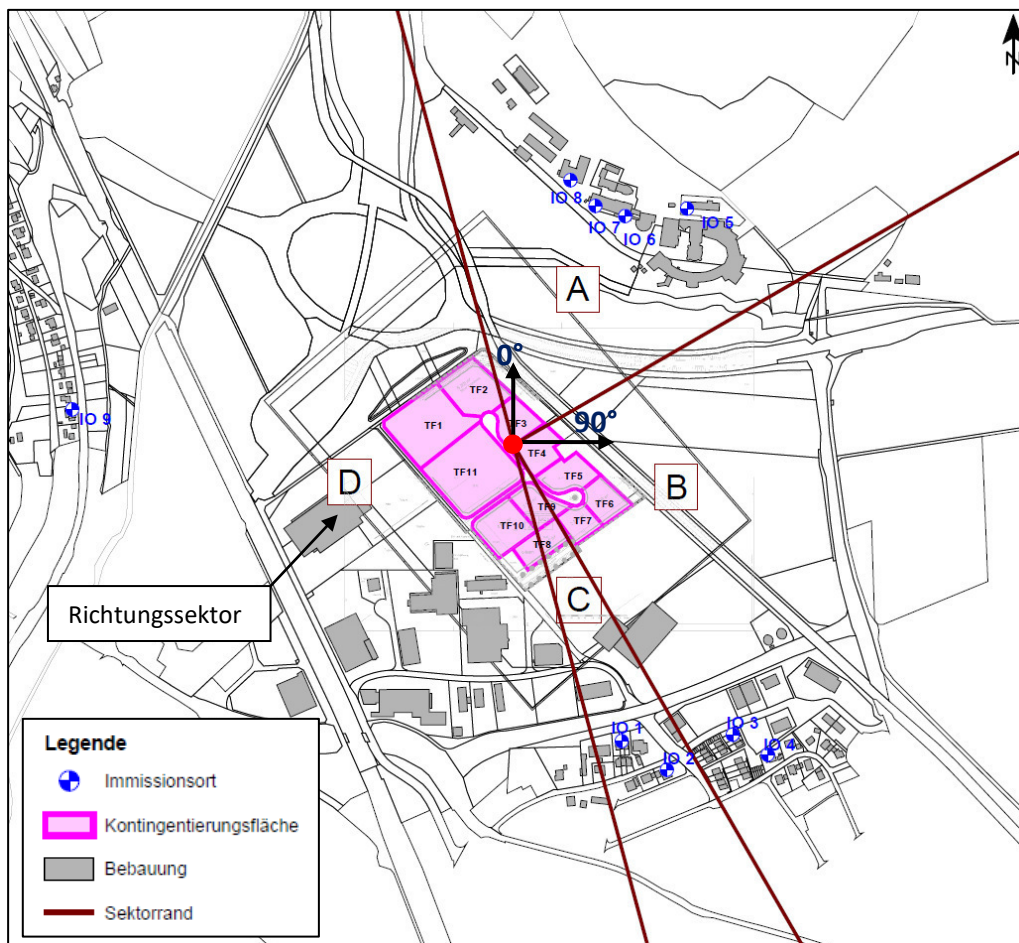 N
IO 8
IO 7
IO 6
IO 5
A
0°
90°
TF2
TF1
TF3
TF4
TF11
TF5
TF6
TF9
TF10
TF7
TF8
IO 9
D
B
C
Richtungssektor
IO 1
IO 2
IO 3
IO 4
Legende
Immissionsort
Kontingentierungsfläche
Bebauung
Sektorrand